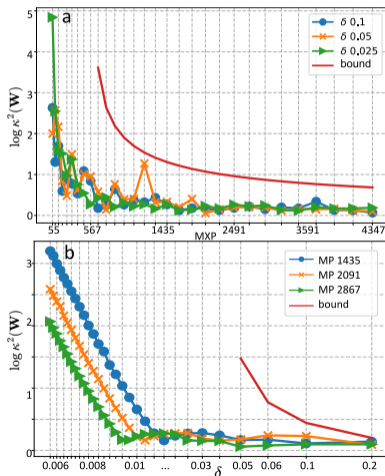 a
log κ²(W)
5
4
3
2
1
0
δ 0.1
δ 0.05
δ 0.025
bound
55 567 1435 2491 3591 4347
MXP
b
log κ²(W)
3
2
1
0
MP 1435
MP 2091
MP 2867
bound
0.006 0.008 0.01 ... 0.03 0.05 0.06 0.1 0.2
δ